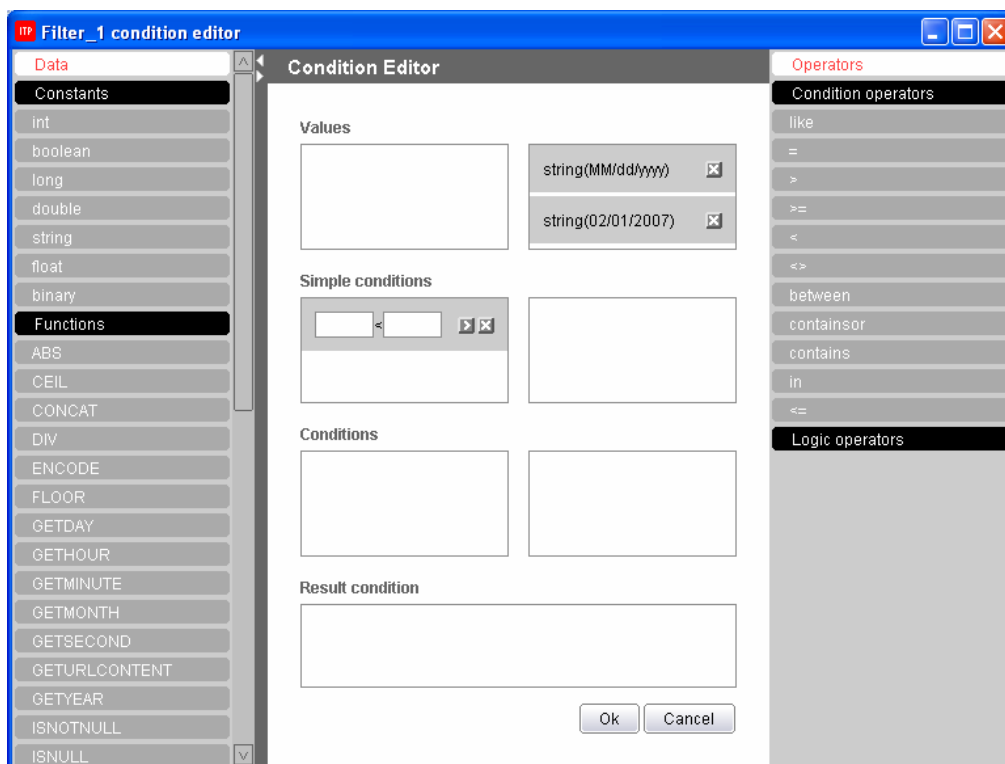 ITP Filter_1 condition editor
Data
Constants
int
boolean
long
double
string
float
binary
Functions
ABS
CEIL
CONCAT
DIV
ENCODE
FLOOR
GETDAY
GETHOUR
GETMINUTE
GETMONTH
GETSECOND
GETURLCONTENT
GETYEAR
ISNOTNULL
ISNULL
Condition Editor
Values
string(MM/dd/yyyy)
string(02/01/2007)
Simple conditions
<
Conditions
Result condition
Ok
Cancel
Operators
Condition operators
like
=
>
>=
<
<>
between
containsor
contains
in
<=
Logic operators